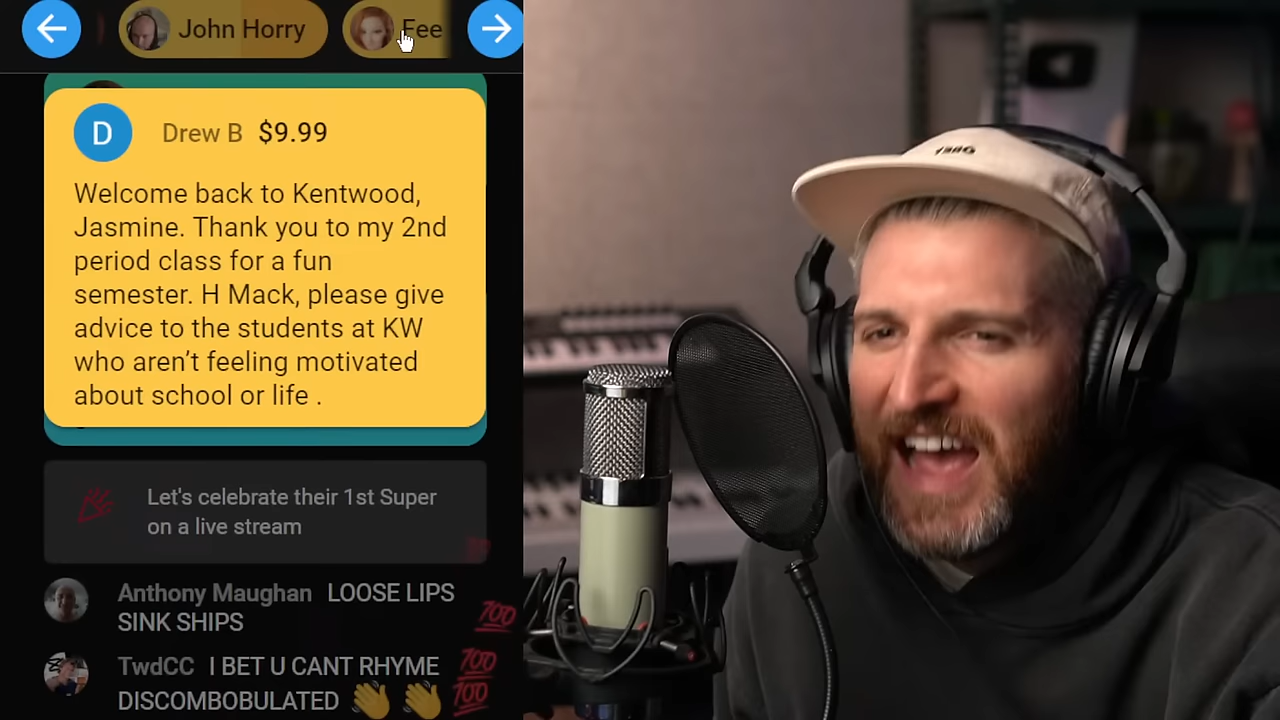 John Horry
Fee
D
Drew B $9.99
Welcome back to Kentwood,
Jasmine. Thank you to my 2nd
period class for a fun
semester. H Mack, please give
advice to the students at KW
who aren’t feeling motivated
about school or life .
Let's celebrate their 1st Super
on a live stream
Anthony Maughan LOOSE LIPS
SINK SHIPS
TwdCC I BET U CANT RHYME
DISCOMBOBULATED 👋 👋
💯
💯
💯